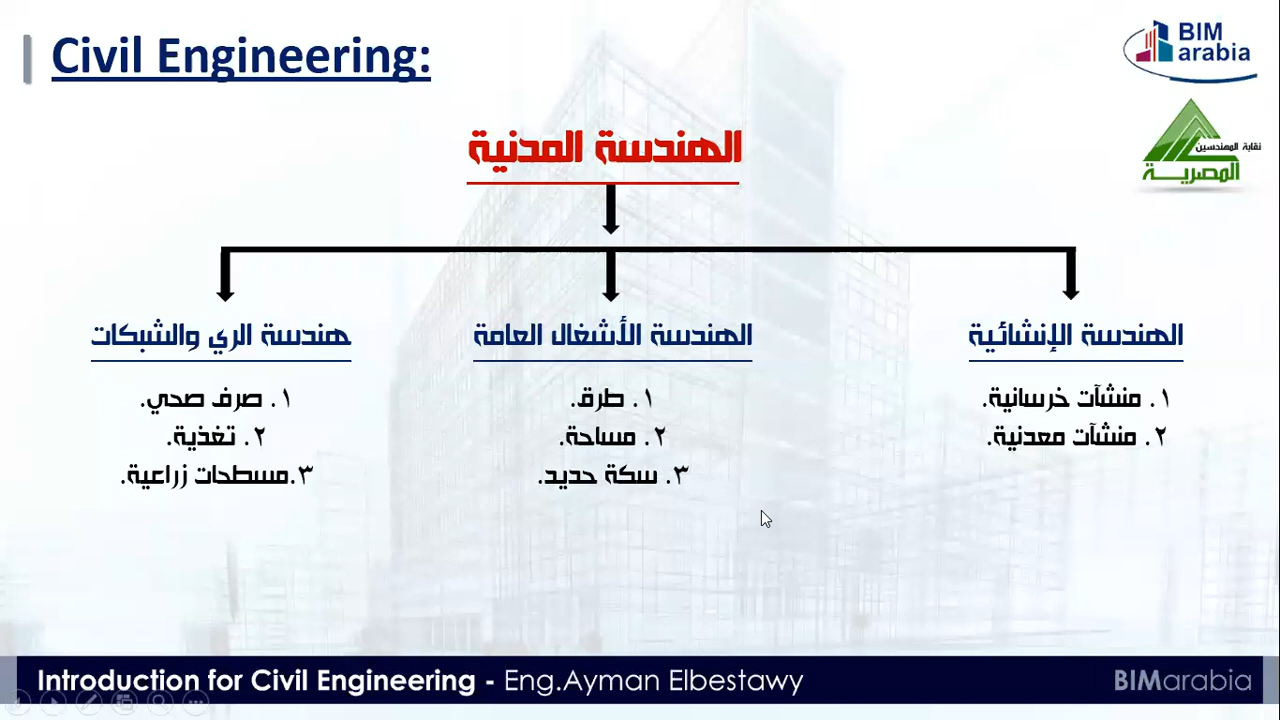 Civil Engineering:
BIM
arabia
نقابة المهندسين
المصرية
الهندسة المدنية
الهندسة الإنشائية
١. منشآت خرسانية.
٢. منشآت معدنية.
الهندسة الأشغال العامة
١. طرق.
٢. مساحة.
٣. سكة حديد.
هندسة الري والشبكات
١. صرف صحي.
٢. تغذية.
٣.مسطحات زراعية.
Introduction for Civil Engineering - Eng.Ayman Elbestawy
BIMarabia